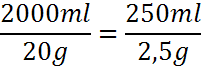 2000ml / 20g = 250ml / 2,5g